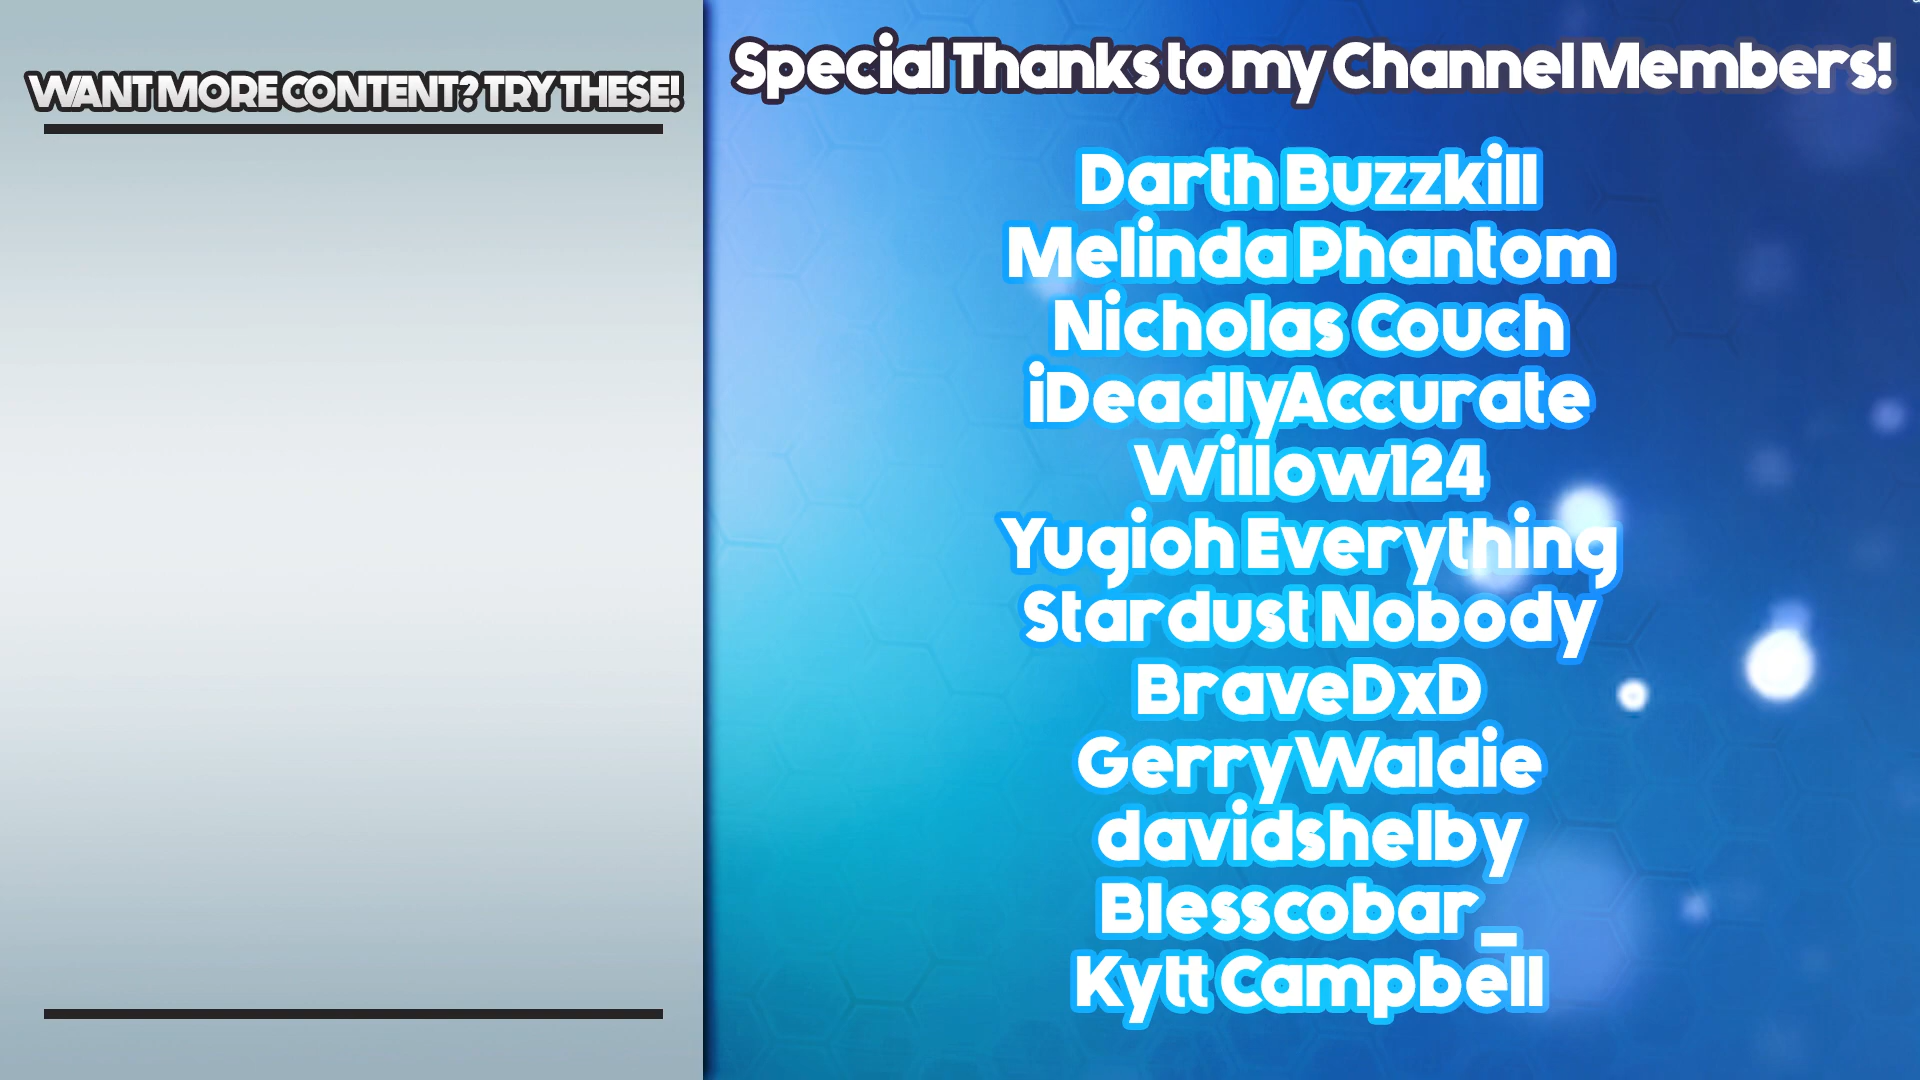 WANT MORE CONTENT? TRY THESE!
Special Thanks to my Channel Members!
Darth Buzzkill
Melinda Phantom
Nicholas Couch
iDeadlyAccurate
Willow124
Yugioh Everything
Stardust Nobody
BraveDxD
Gerry Waldie
davidshelby
Blesscobar_
Kytt Campbell